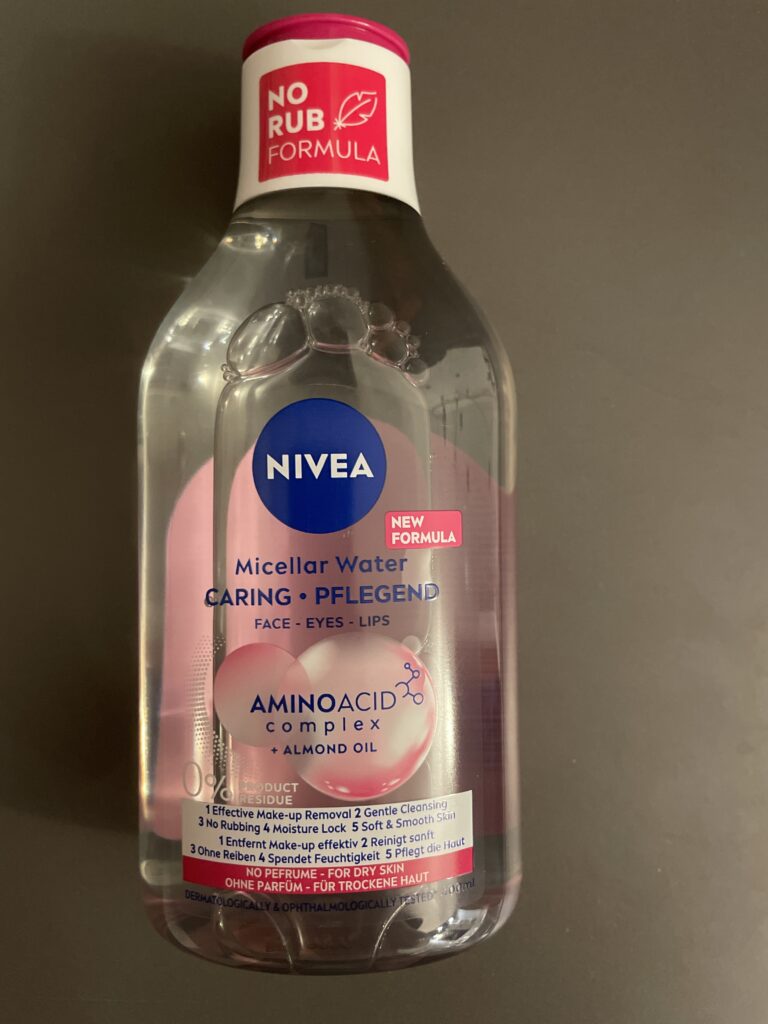 NO
RUB
FORMULA
NIVEA
NEW
FORMULA
Micellar Water
CARING • PFLEGEND
FACE - EYES - LIPS
AMINOACID
complex
+ ALMOND OIL
0% PRODUCT
RESIDUE
1 Effective Make-up Removal 2 Gentle Cleansing
3 No Rubbing 4 Moisture Lock 5 Soft & Smooth Skin
1 Entfernt Make-up effektiv 2 Reinigt sanft
3 Ohne Reiben 4 Spendet Feuchtigkeit 5 Pflegt die Haut
NO PEFRUME - FOR DRY SKIN
OHNE PARFÜM - FÜR TROCKENE HAUT
DERMATOLOGICALLY & OPHTHALMOLOGICALLY TESTED 400ml